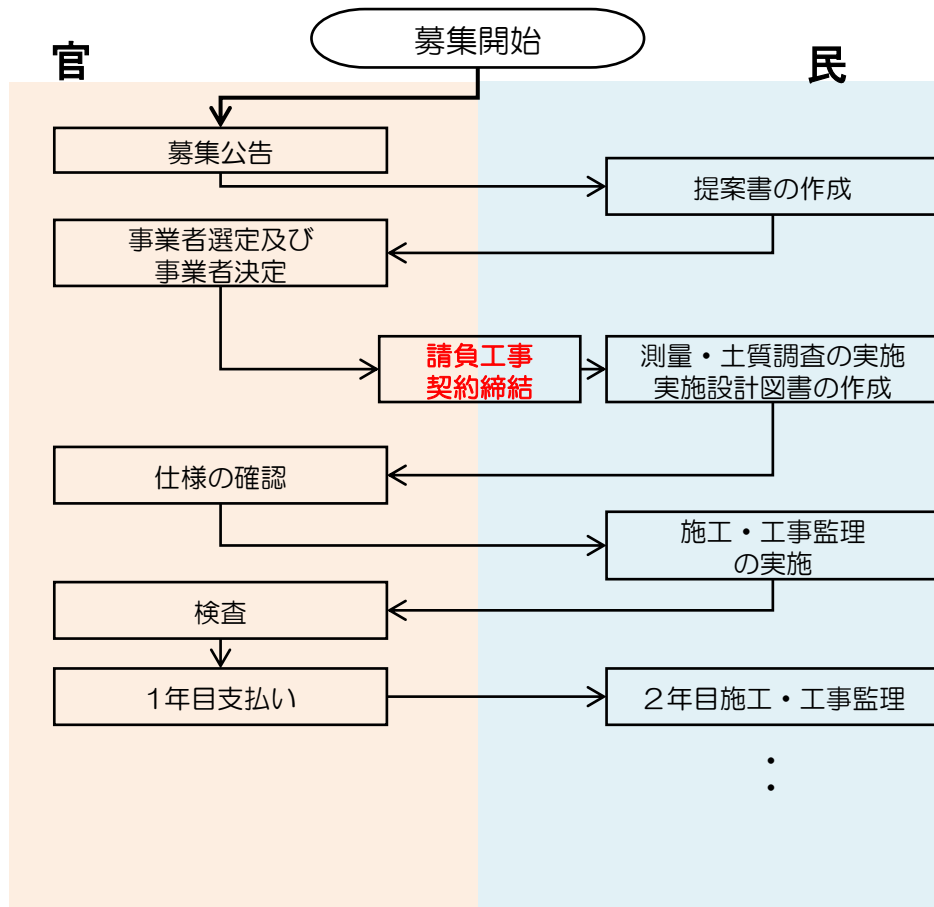 募集開始
官
民
募集公告
提案書の作成
事業者選定及び
事業者決定
請負工事
契約締結
測量・土質調査の実施
実施設計図書の作成
仕様の確認
施工・工事監理
の実施
検査
1年目支払い
２年目施工・工事監理
・
・